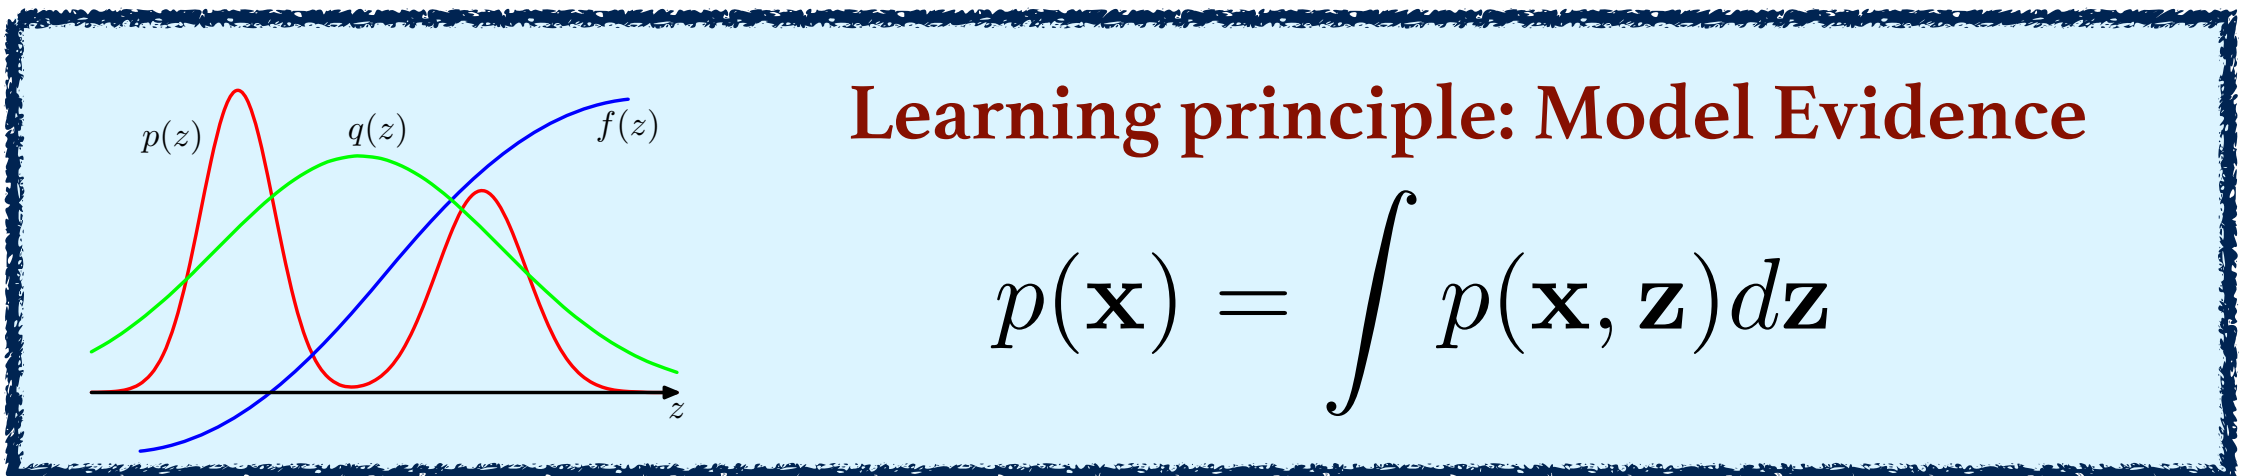 Learning principle: Model Evidence
p(z)
q(z)
f(z)
z
p(𝐱) = ∫ p(𝐱, 𝐳)d𝐳